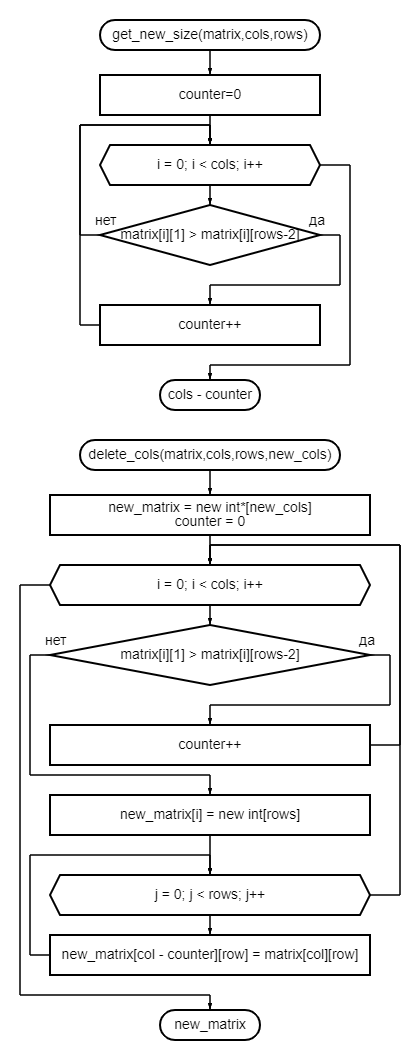 get_new_size(matrix,cols,rows)
counter=0
i = 0; i < cols; i++
нет
да
matrix[i][1] > matrix[i][rows-2]
counter++
cols - counter
delete_cols(matrix,cols,rows,new_cols)
new_matrix = new int*[new_cols]
counter = 0
i = 0; i < cols; i++
нет
да
matrix[i][1] > matrix[i][rows-2]
counter++
new_matrix[i] = new int[rows]
j = 0; j < rows; j++
new_matrix[col - counter][row] = matrix[col][row]
new_matrix